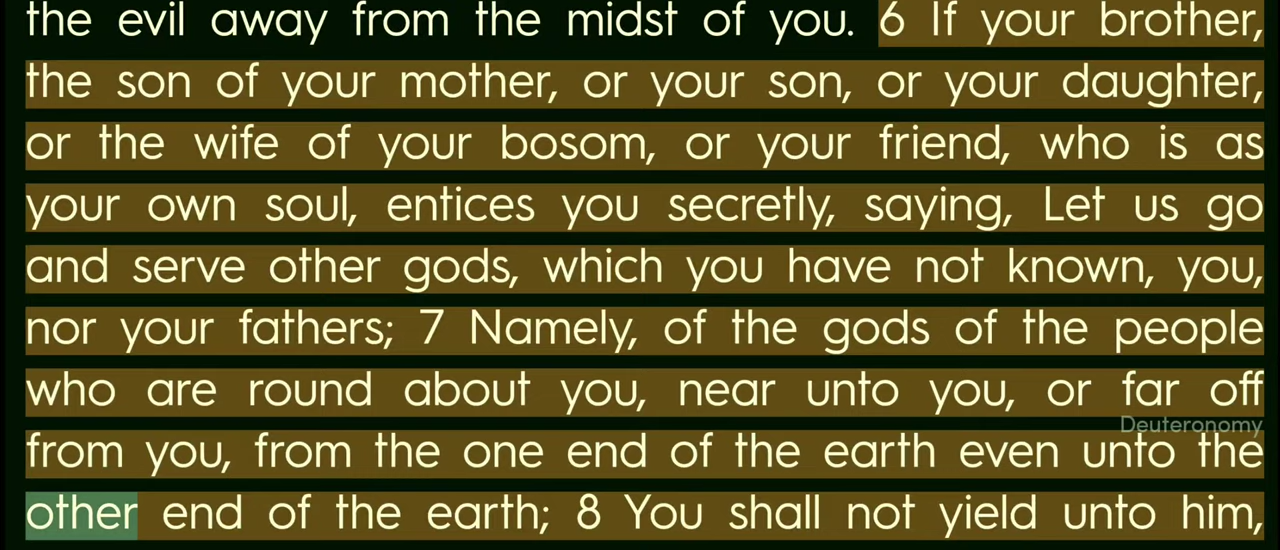 the evil away from the midst of you. 6 If your brother,
the son of your mother, or your son, or your daughter,
or the wife of your bosom, or your friend, who is as
your own soul, entices you secretly, saying, Let us go
and serve other gods, which you have not known, you,
nor your fathers; 7 Namely, of the gods of the people
who are round about you, near unto you, or far off
Deuteronomy
from you, from the one end of the earth even unto the
other end of the earth; 8 You shall not yield unto him,